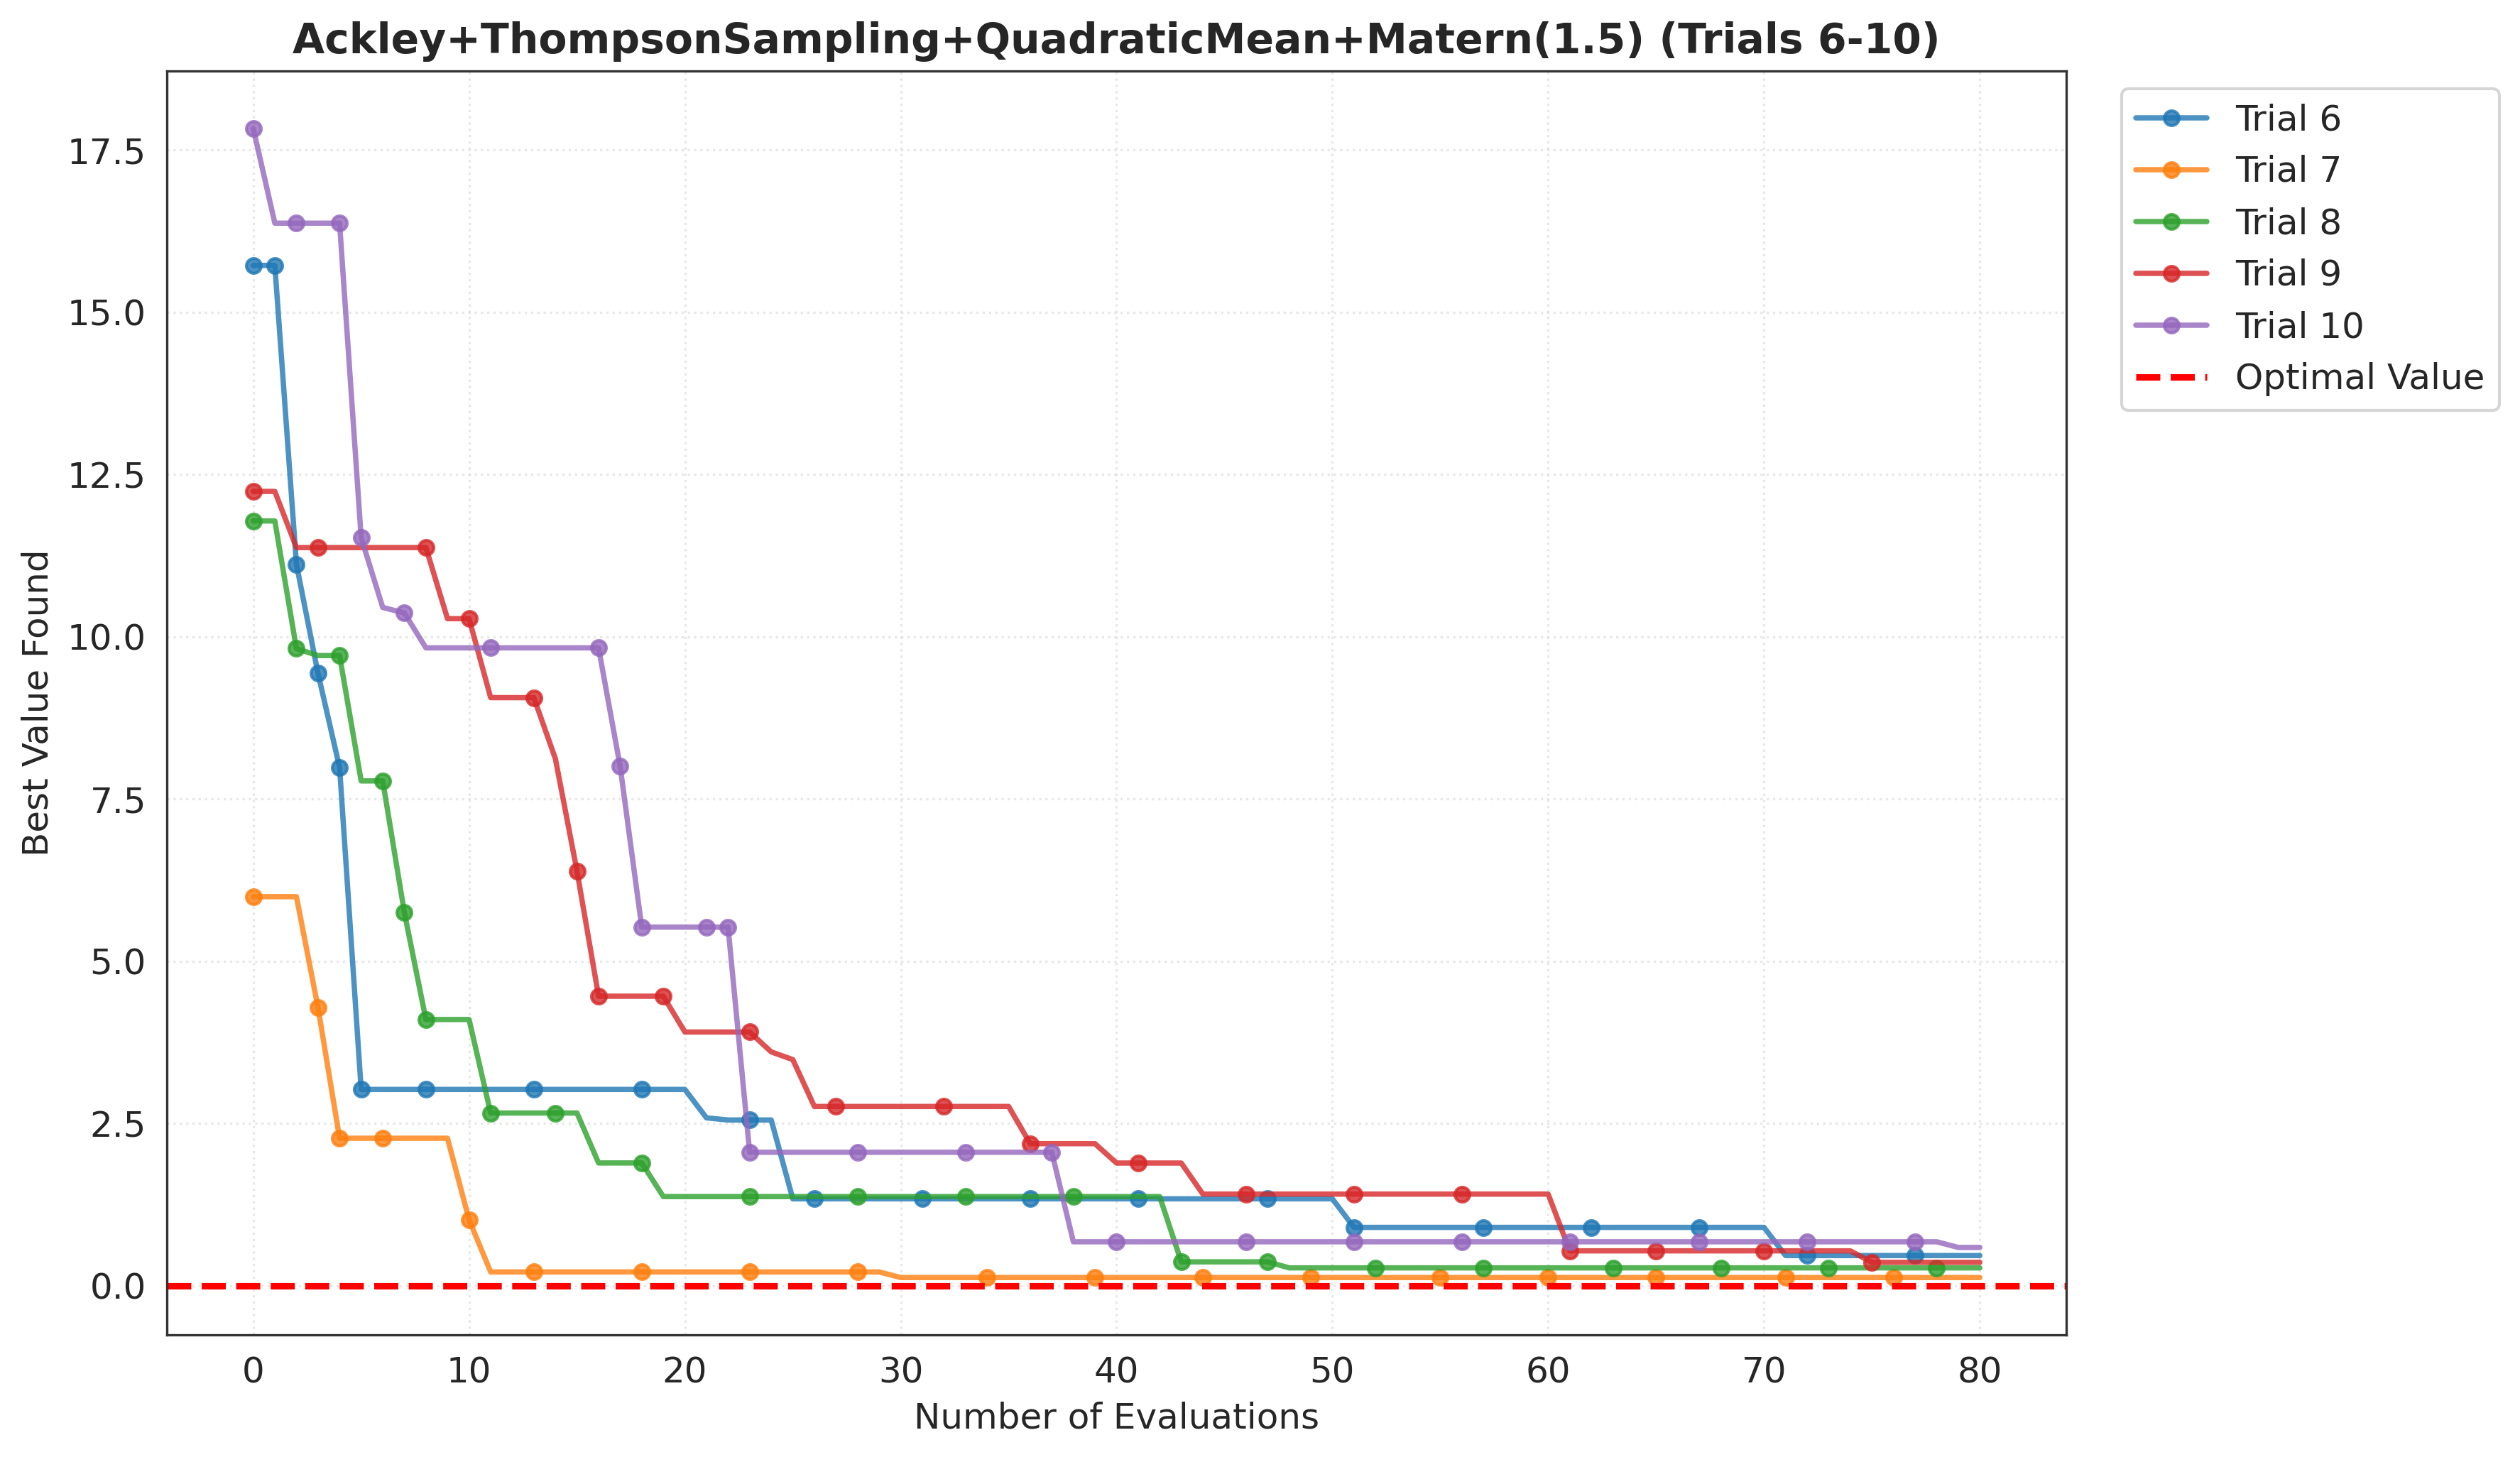 Ackley+ThompsonSampling+QuadraticMean+Matern(1.5) (Trials 6-10)
Best Value Found
17.5
15.0
12.5
10.0
7.5
5.0
2.5
0.0
0 10 20 30 40 50 60 70 80
Number of Evaluations
Trial 6
Trial 7
Trial 8
Trial 9
Trial 10
Optimal Value